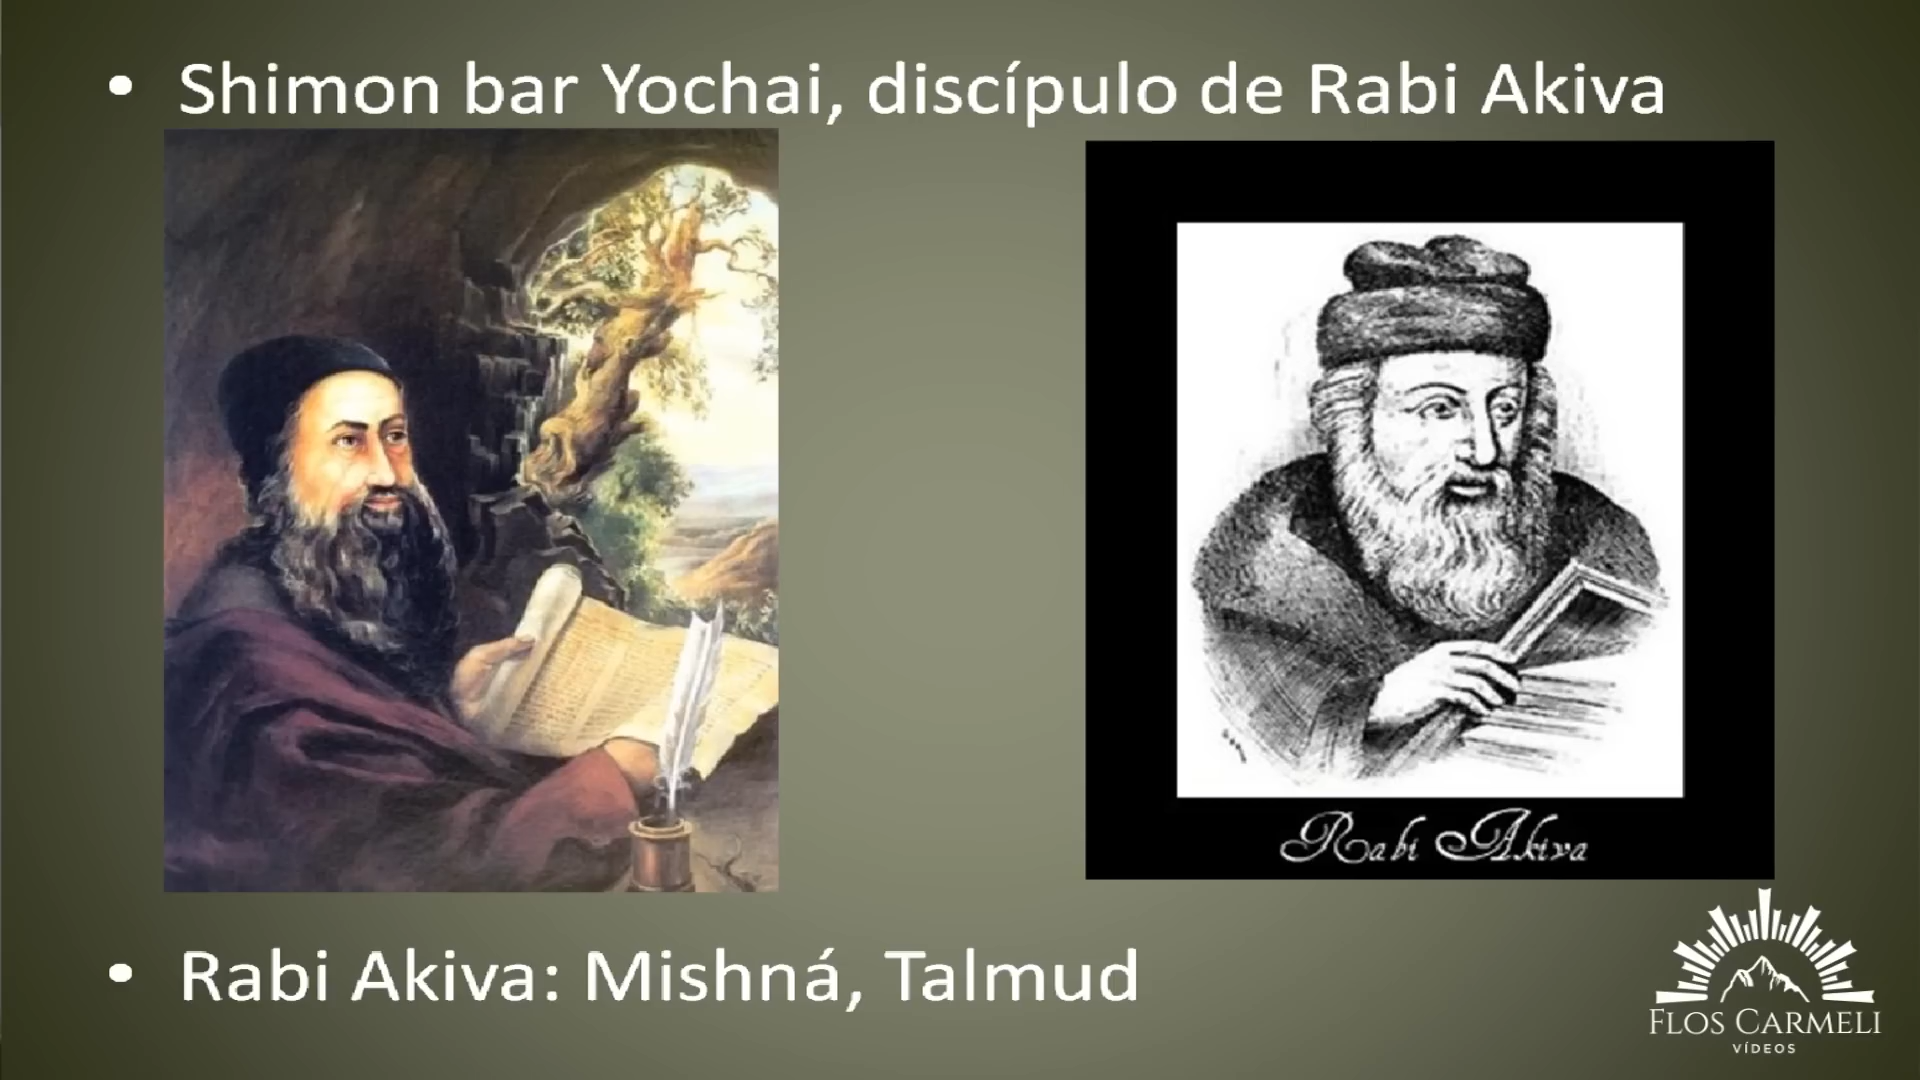 • Shimon bar Yochai, discípulo de Rabi Akiva
Rabi Akiva
• Rabi Akiva: Mishná, Talmud
FLOS CARMELI
VÍDEOS